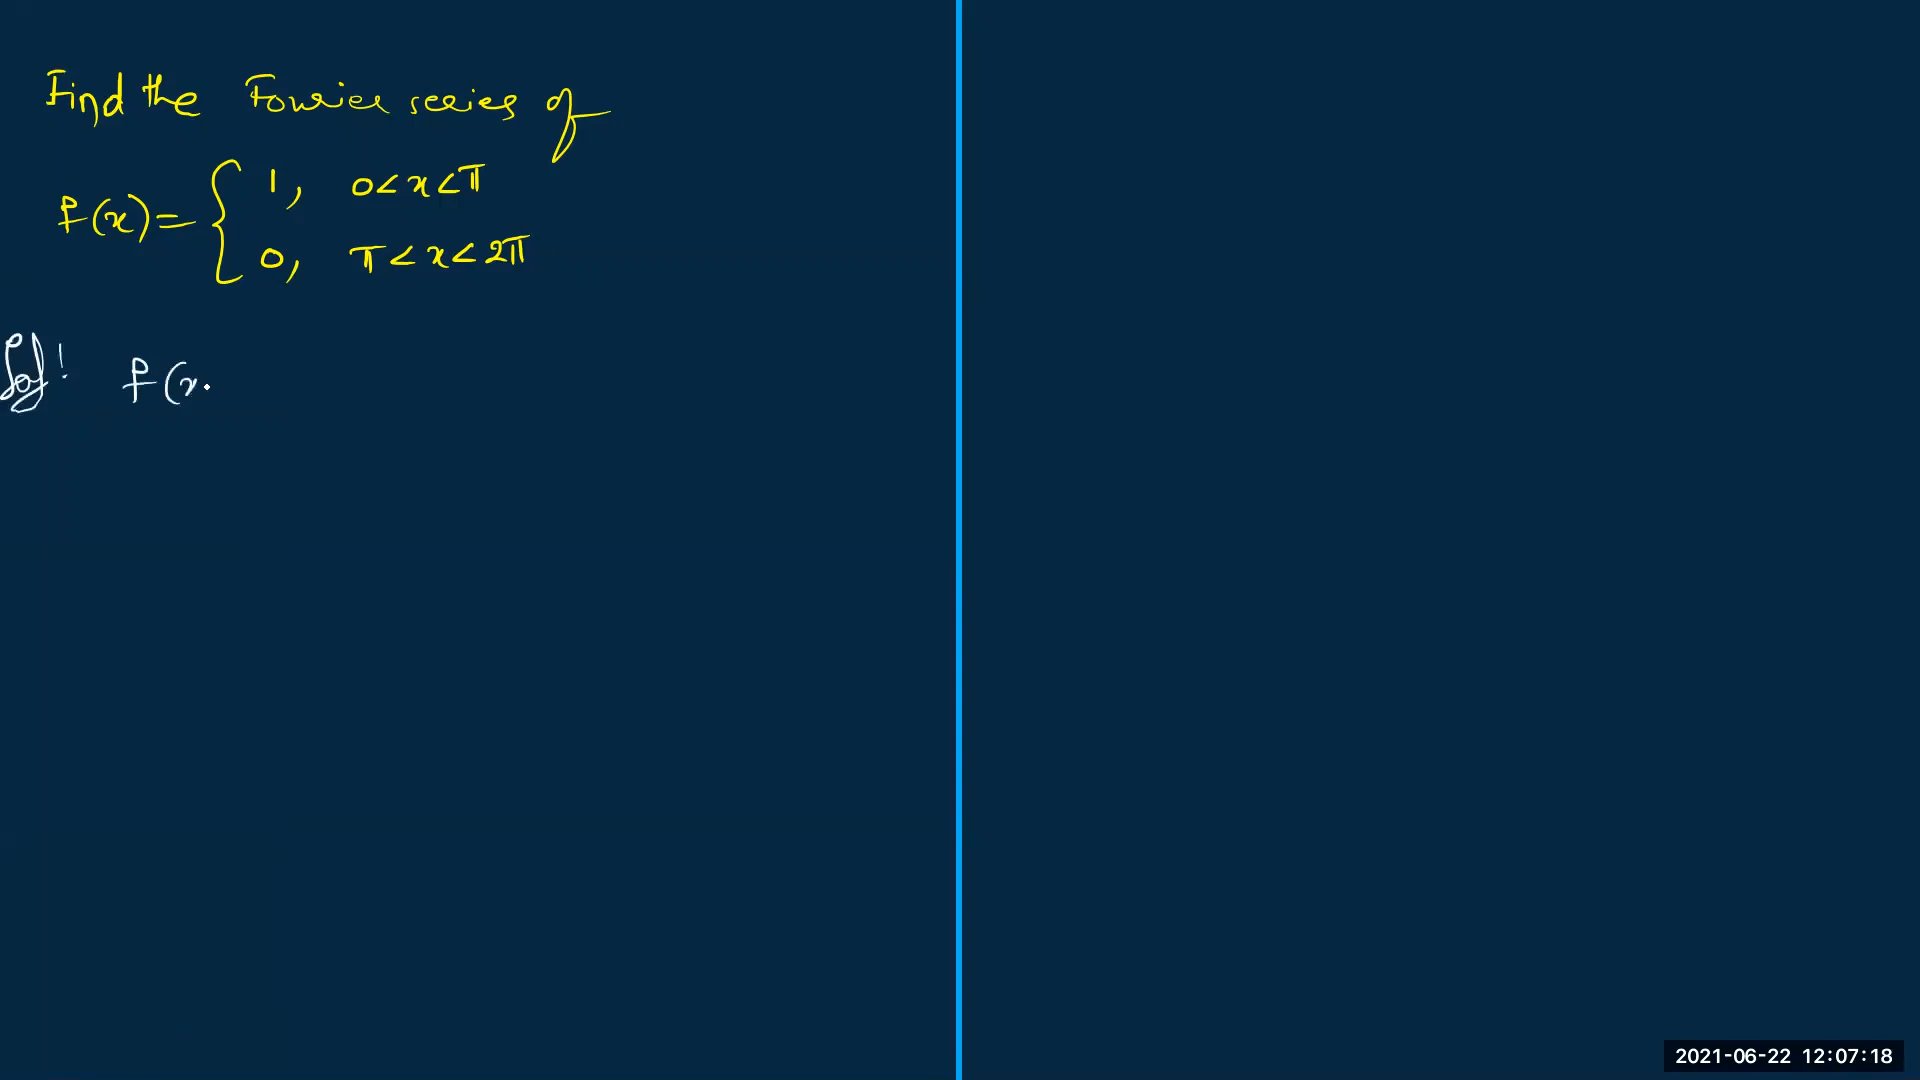 Find the Fourier series of
f(x) = { 1, 0<x<π
0, π<x<2π
Sol! f(x
2021-06-22 12:07:18